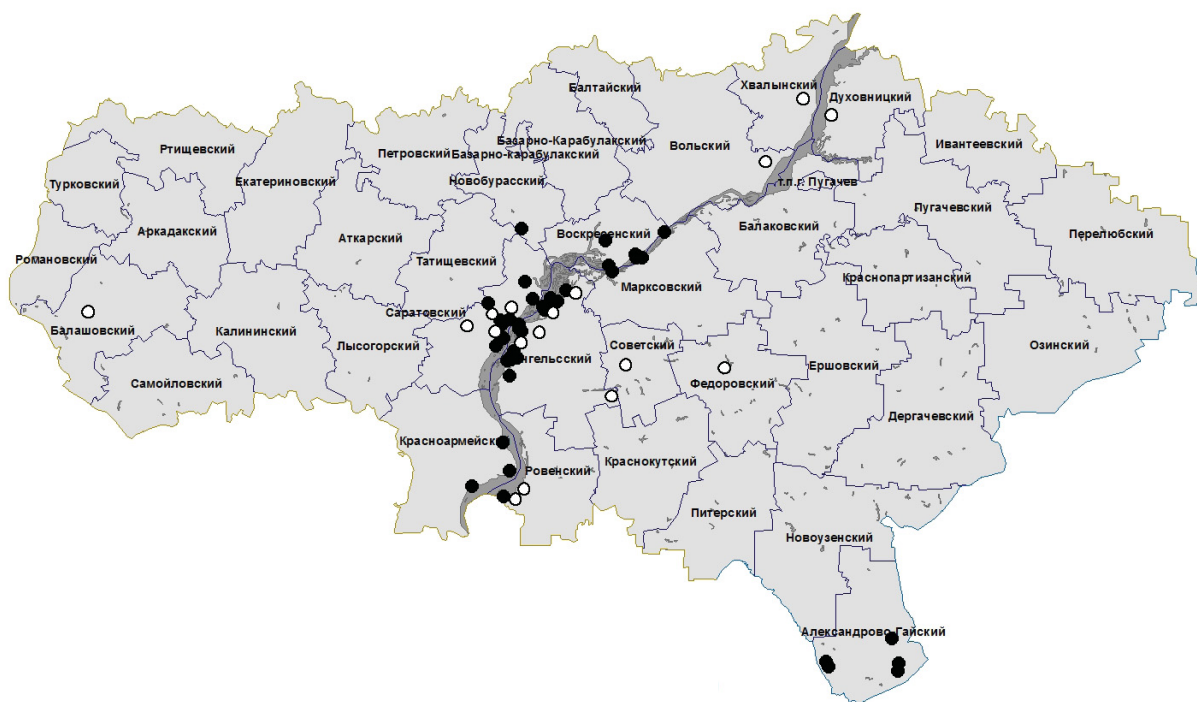 Хвалынский
Балтайский
Духовницкий
Базарно-Карабулакский
Вольский
Ивантеевский
Ртищевский
Петровский
Базарно-карабулакский
Турковский
Екатериновский
Новобурасский
т.п.г. Пугачев
Пугачевский
Аркадакский
Аткарский
Воскресенский
Балаковский
Перелюбский
Романовский
Татищевский
Краснопартизанский
Марксовский
Саратовский
Балашовский
Калининский
Лысогорский
Советский
Озинский
нгельсский
Ершовский
Самойловский
Федоровский
Дергачевский
Красноармейск
Ровенский
Краснокутский
Питерский
Новоузенский
Александрово-Гайский